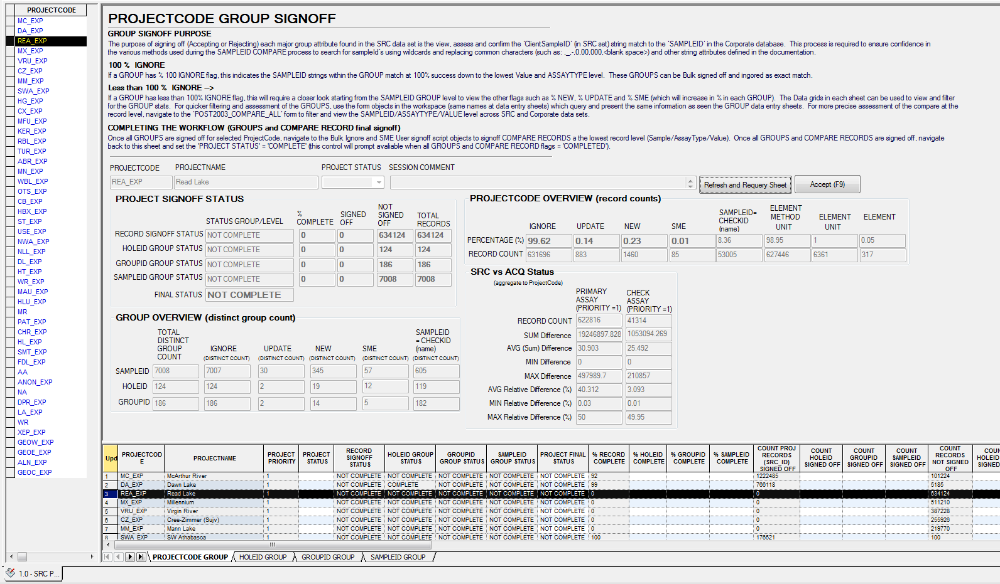 PROJECTCODE
MC_EXP
DA_EXP
REA_EXP
MX_EXP
VRU_EXP
CZ_EXP
MM_EXP
SWA_EXP
HG_EXP
CX_EXP
MFU_EXP
KER_EXP
RBL_EXP
TUR_EXP
ABR_EXP
MN_EXP
WBL_EXP
OTS_EXP
CB_EXP
HBX_EXP
ST_EXP
USE_EXP
NWA_EXP
NLL_EXP
DL_EXP
HT_EXP
WR_EXP
MAU_EXP
HLU_EXP
MR
PAT_EXP
CHR_EXP
HL_EXP
SMT_EXP
FDL_EXP
AA
ANON_EXP
NA
DPR_EXP
LA_EXP
WR
XEP_EXP
GEOW_EXP
GEOE_EXP
ALN_EXP
GEOC_EXP
PROJECTCODE GROUP SIGNOFF
GROUP SIGNOFF PURPOSE
The purpose of signing off (Accepting or Rejecting) each major group attribute found in the SRC data set is the view, assess and confirm the 'ClientSampleID' (in SRC set) string match to the 'SAMPLEID' in the Corporate database.  This process is required to ensure confidence in
the various methods used during the SAMPLEID COMPARE process to search for sampleId's using wildcards and replacing common characters (such as: ,_,-,0,00,000,<blank space>) and other string attributes defined in the documentation.
100 %  IGNORE
If a GROUP has % 100 IGNORE flag, this indicates the SAMPLEID strings within the GROUP match at 100% success down to the lowest Value and ASSAYTYPE level.  These GROUPS can be Bulk signed off and ingored as exact match.
Less than 100 %  IGNORE -->
If a GROUP has less than 100% IGNORE flag, this will require a closer look starting from the SAMPLEID GROUP level to view the other flags such as % NEW, % UPDATE and % SME (which will increase in % in each GROUP).  The Data grids in each sheet can be used to view and filter
for the GROUP stats.  For quicker filtering and assessment of the GROUPS, use the form objects in the workspace (same names at data entry sheets) which query and present the same information as seen the GROUP data entry sheets.  For more precise assessment of the compare at the
record level, navigate to the 'POST2003_COMPARE_ALL' form to filter and view the SAMPLEID/ASSAYTYPE/VALUE level across SRC and Corporate data sets.
COMPLETING THE WORKFLOW (GROUPS and COMPARE RECORD final signoff)
Once all GROUPS are signed off for selected ProjectCode, navigate to the Bulk Ignore and SME User signoff script objects to signoff COMPARE RECORDS a the lowest record level (Sample/AssayType/Value).  Once all GROUPS and COMPARE RECORDS are signed off, navigate
back to this sheet and set the 'PROJECT STATUS' = 'COMPLETE' (this control will prompt avaliable when all GROUPS and COMPARE RECORD flags = 'COMPLETED').
PROJECTCODE PROJECTNAME PROJECT STATUS SESSION COMMENT
REA_EXP Read Lake Refresh and Requery Sheet Accept (F9)
PROJECT SIGNOFF STATUS
STATUS GROUP/LEVEL % COMPLETE SIGNED OFF NOT SIGNED OFF TOTAL RECORDS
RECORD SIGNOFF STATUS NOT COMPLETE 0 0 634124 634124
HOLEID GROUP STATUS NOT COMPLETE 0 0 124 124
GROUPID GROUP STATUS NOT COMPLETE 0 0 186 186
SAMPLEID GROUP STATUS NOT COMPLETE 0 0 7008 7008
FINAL STATUS NOT COMPLETE
PROJECTCODE OVERVIEW (record counts)
IGNORE UPDATE NEW SME SAMPLEID= CHECKID (name) ELEMENT METHOD UNIT ELEMENT UNIT ELEMENT
PERCENTAGE (%) 99.62 0.14 0.23 0.01 8.36 98.95 1 0.05
RECORD COUNT 631696 883 1460 85 53005 627446 6361 317
GROUP OVERVIEW (distinct group count)
TOTAL DISTINCT GROUP COUNT IGNORE (DISTINCT COUNT) UPDATE (DISTINCT COUNT) NEW (DISTINCT COUNT) SME (DISTINCT COUNT) SAMPLEID = CHECKID (name) (DISTINCT COUNT)
SAMPLEID 7008 7007 30 345 57 605
HOLEID 124 124 2 19 12 119
GROUPID 186 186 2 14 5 182
SRC vs ACQ Status
(aggregate to ProjectCode)
PRIMARY ASSAY (PRIORITY =1) CHECK ASSAY (PRIORITY =1)
RECORD COUNT 622816 41314
SUM Difference 19246897.828 1053094.269
AVG (Sum) Difference 30.903 25.492
MIN Difference 0 0
MAX Difference 497989.7 210857
AVG Relative Difference (%) 40.312 3.093
MIN Relative Difference (%) 0.03 0.01
MAX Relative Difference (%) 50 49.95
Upd PROJECTCODE PROJECTNAME PROJECT PRIORITY PROJECT STATUS RECORD SIGNOFF STATUS HOLEID GROUP STATUS GROUPID GROUP STATUS SAMPLEID GROUP STATUS PROJECT FINAL STATUS % RECORD COMPLETE % HOLEID COMPLETE % GROUPID COMPLETE % SAMPLEID COMPLETE COUNT PROJ RECORDS (SRC_ID) SIGNED OFF COUNT HOLEID SIGNED OFF COUNT GROUPID SIGNED OFF COUNT SAMPLEID SIGNED OFF COUNT RECORDS NOT SIGNED OFF COUN HOLEID SIGNED
1 MC_EXP McArthur River 1 NOT COMPLETE NOT COMPLETE NOT COMPLETE NOT COMPLETE NOT COMPLETE 92 1222485 101224
2 DA_EXP Dawn Lake 1 NOT COMPLETE COMPLETE NOT COMPLETE NOT COMPLETE NOT COMPLETE 99 766118 5185
3 REA_EXP Read Lake 1 NOT COMPLETE NOT COMPLETE NOT COMPLETE NOT COMPLETE NOT COMPLETE 0 0 634124
4 MX_EXP Millennium 1 NOT COMPLETE NOT COMPLETE NOT COMPLETE NOT COMPLETE NOT COMPLETE 0 0 511210
5 VRU_EXP Virgin River 1 NOT COMPLETE NOT COMPLETE NOT COMPLETE NOT COMPLETE NOT COMPLETE 0 0 387228
6 CZ_EXP Cree-Zimmer (Sujv) 1 NOT COMPLETE NOT COMPLETE NOT COMPLETE NOT COMPLETE NOT COMPLETE 0 0 255926
7 MM_EXP Mann Lake 1 NOT COMPLETE NOT COMPLETE NOT COMPLETE NOT COMPLETE NOT COMPLETE 0 0 219770
8 SWA_EXP SW Athabasca 1 NOT COMPLETE NOT COMPLETE NOT COMPLETE NOT COMPLETE NOT COMPLETE 100 176521 100
PROJECTCODE GROUP HOLEID GROUP GROUPID GROUP SAMPLEID GROUP
1.0 - SRC P...